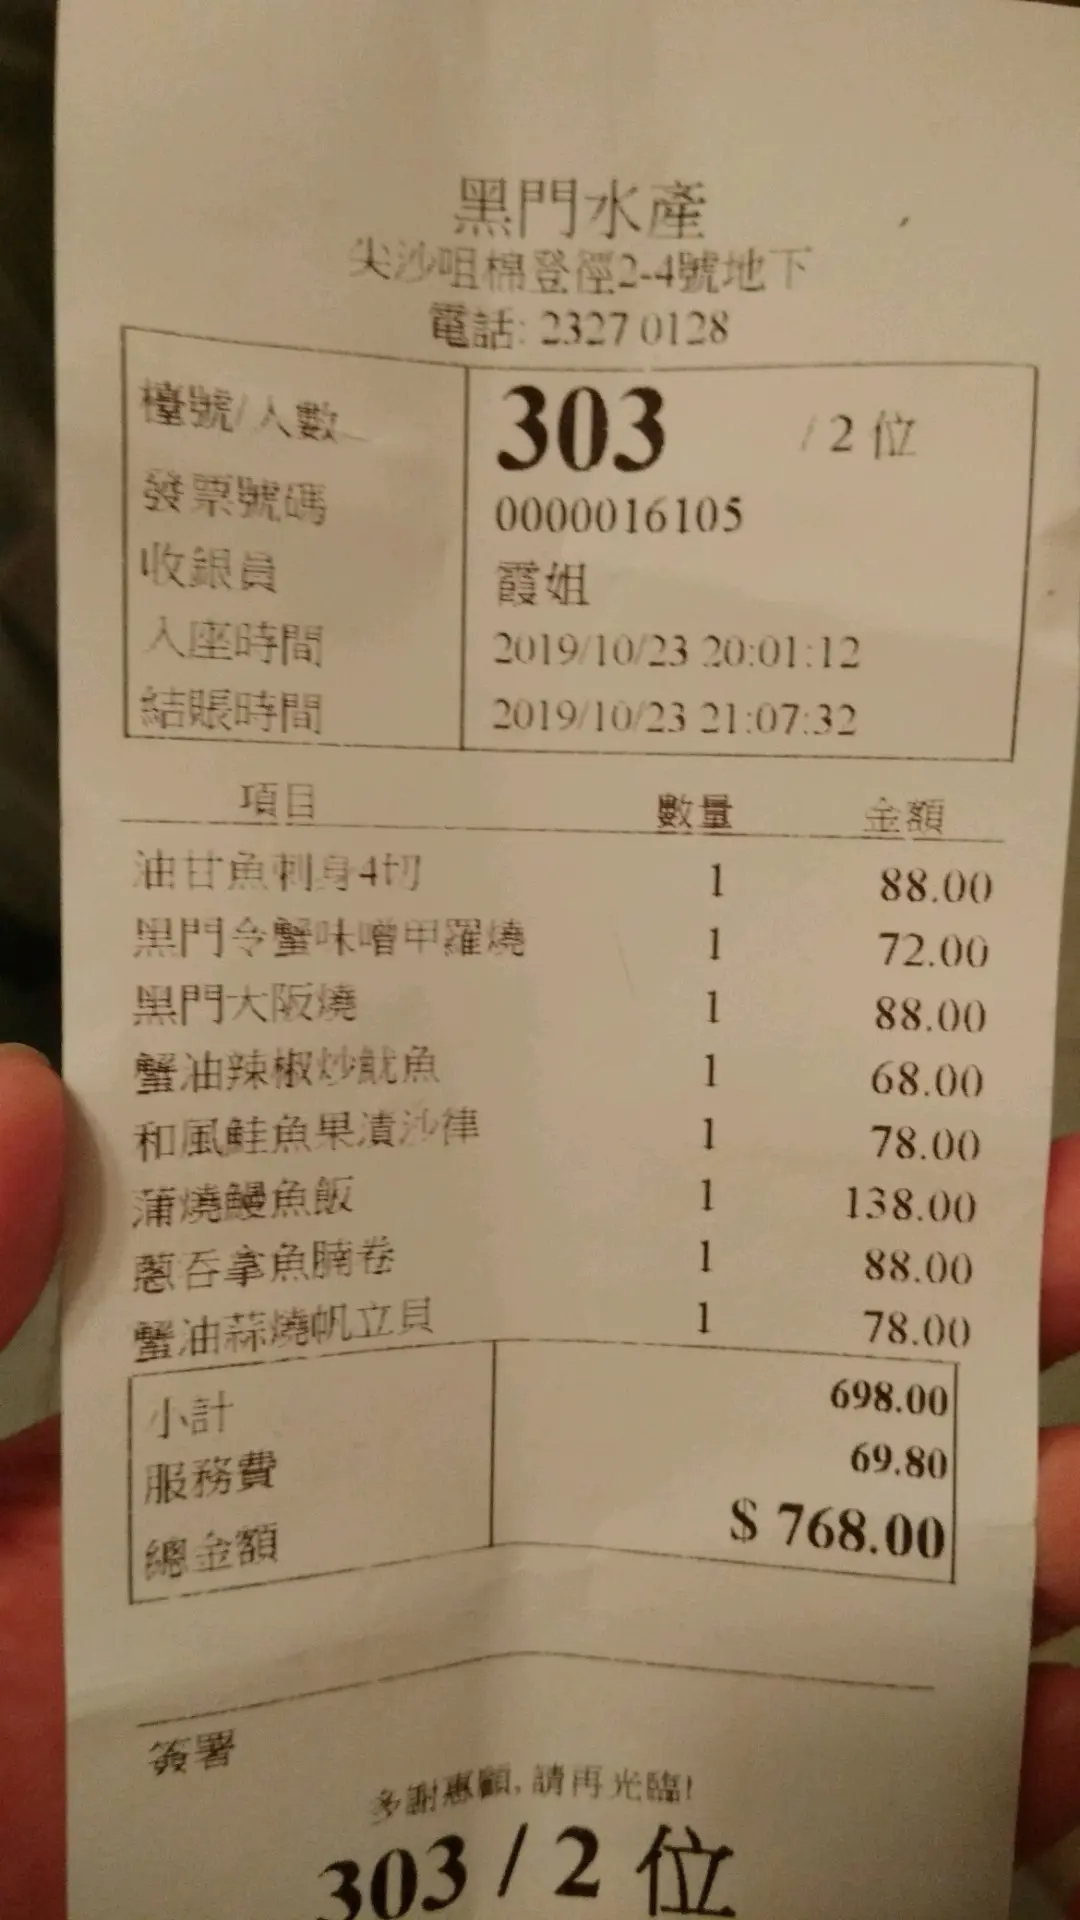 黑門水產
尖沙咀棉登徑2-4號地下
電話: 2327 0128
檯號/人數 303 / 2 位
發票號碼 0000016105
收銀員 霞姐
入座時間 2019/10/23 20:01:12
結賬時間 2019/10/23 21:07:32
項目 數量 金額
油甘魚刺身4切 1 88.00
黑門令蟹味噌甲羅燒 1 72.00
黑門大阪燒 1 88.00
蟹油辣椒炒魷魚 1 68.00
和風鮭魚果漬沙律 1 78.00
蒲燒鰻魚飯 1 138.00
蔥吞拿魚腩卷 1 88.00
蟹油蒜燒帆立貝 1 78.00
小計 698.00
服務費 69.80
總金額 $ 768.00
簽署
多謝惠顧, 請再光臨!
303 / 2 位